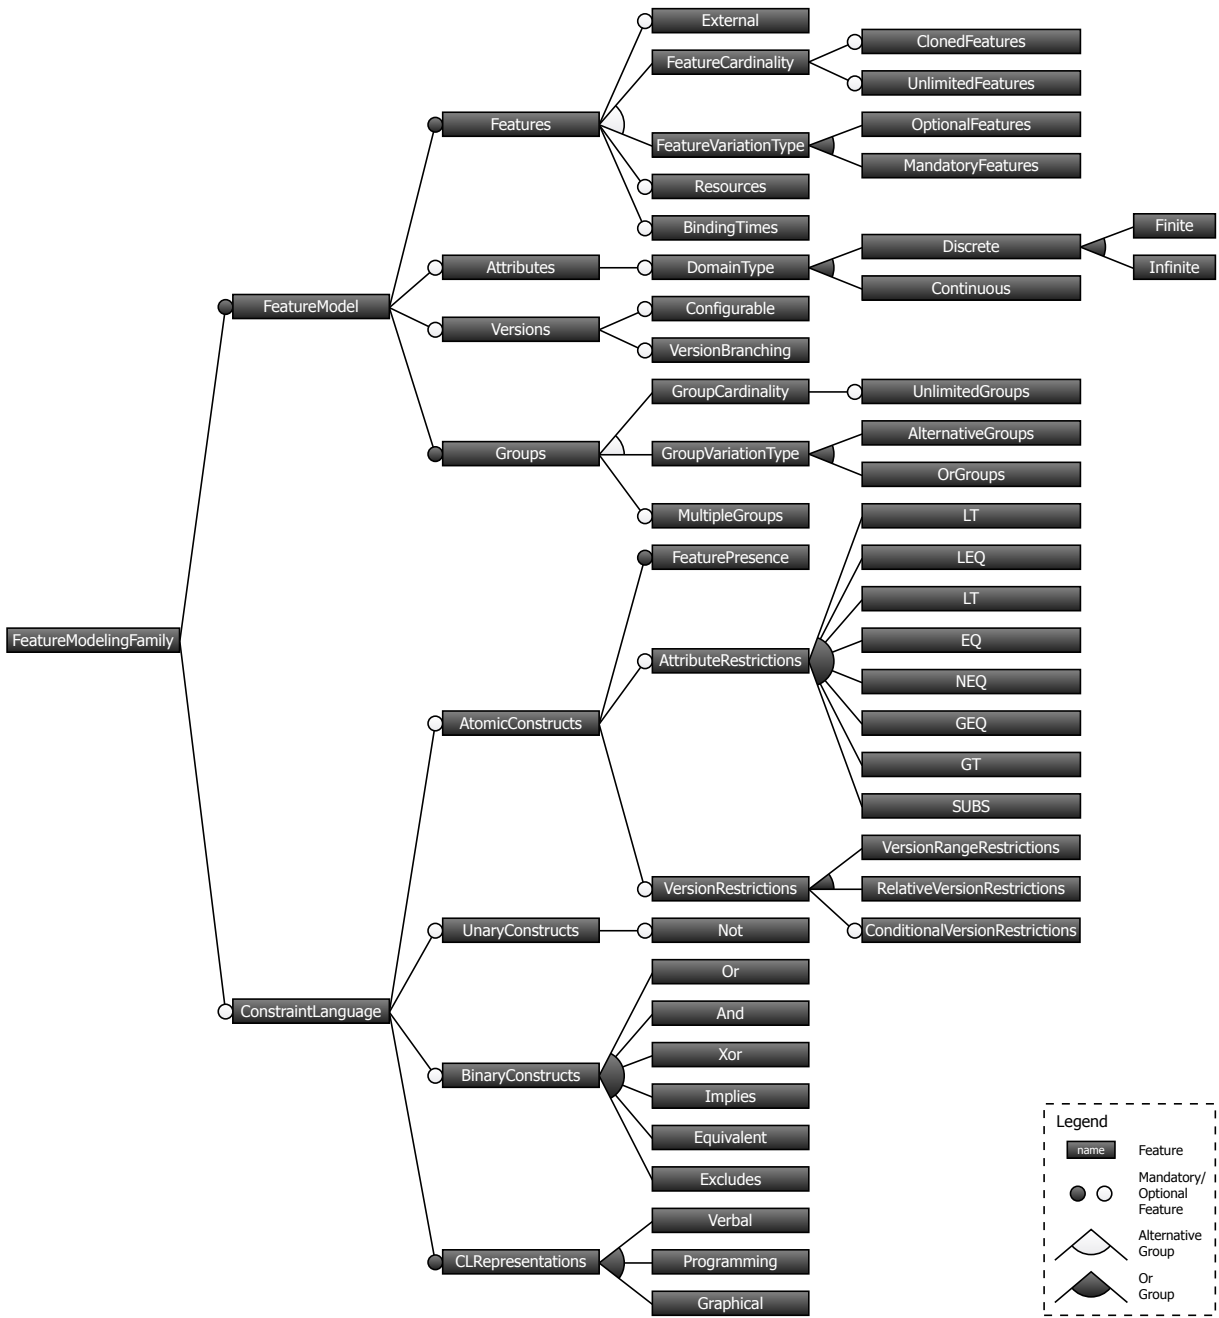 External
ClonedFeatures
FeatureCardinality
UnlimitedFeatures
Features
OptionalFeatures
FeatureVariationType
MandatoryFeatures
Resources
BindingTimes
Finite
Discrete
Attributes
DomainType
Infinite
Continuous
FeatureModel
Configurable
Versions
VersionBranching
GroupCardinality
UnlimitedGroups
AlternativeGroups
Groups
GroupVariationType
OrGroups
MultipleGroups
LT
FeaturePresence
LEQ
LT
FeatureModelingFamily
EQ
AttributeRestrictions
NEQ
AtomicConstructs
GEQ
GT
SUBS
VersionRangeRestrictions
VersionRestrictions
RelativeVersionRestrictions
UnaryConstructs
Not
ConditionalVersionRestrictions
Or
ConstraintLanguage
And
Xor
BinaryConstructs
Implies
Equivalent
Excludes
Verbal
CLRepresentations
Programming
Graphical
Legend
name
Feature
Mandatory/
Optional
Feature
Alternative
Group
Or
Group